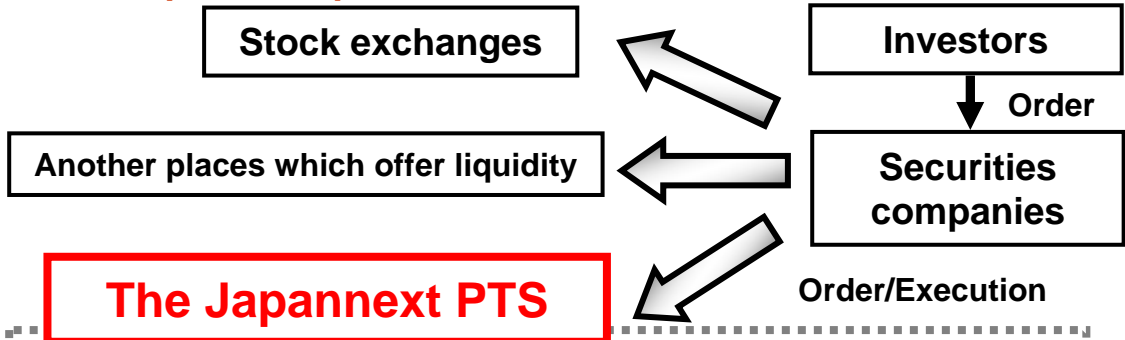 Stock exchanges
Investors
Order
Another places which offer liquidity
Securities
companies
The Japannext PTS
Order/Execution